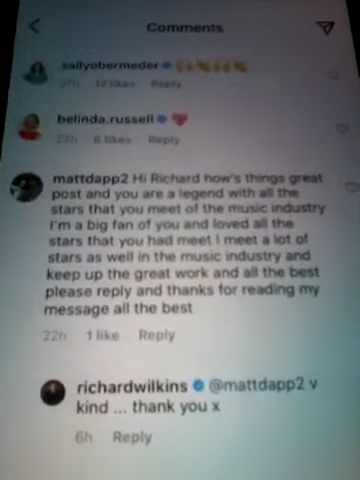 Comments
sallyobermeder
12 likes Reply
belinda.russell
23h 6 likes Reply
mattdapp2 Hi Richard how's things great
post and you are a legend with all the
stars that you meet of the music industry
I'm a big fan of you and loved all the
stars that you had meet I meet a lot of
stars as well in the music industry and
keep up the great work and all the best
please reply and thanks for reading my
message all the best
22h 1 like Reply
richardwilkins @mattdapp2 v
kind ... thank you x
6h Reply